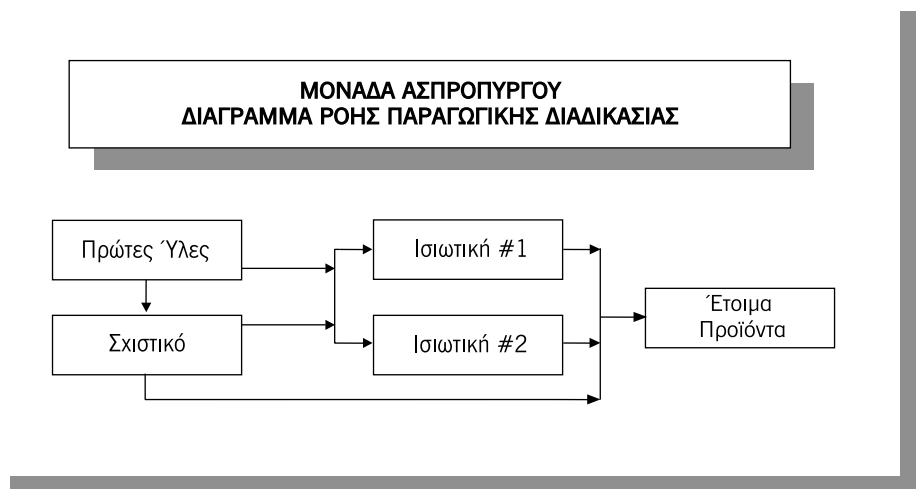 ΜΟΝΑΔΑ ΑΣΠΡΟΠΥΡΓΟΥ
ΔΙΑΓΡΑΜΜΑ ΡΟΗΣ ΠΑΡΑΓΩΓΙΚΗΣ ΔΙΑΔΙΚΑΣΙΑΣ
Πρώτες Ύλες
Ισιωτική #1
Έτοιμα
Προϊόντα
Σχιστικό
Ισιωτική #2